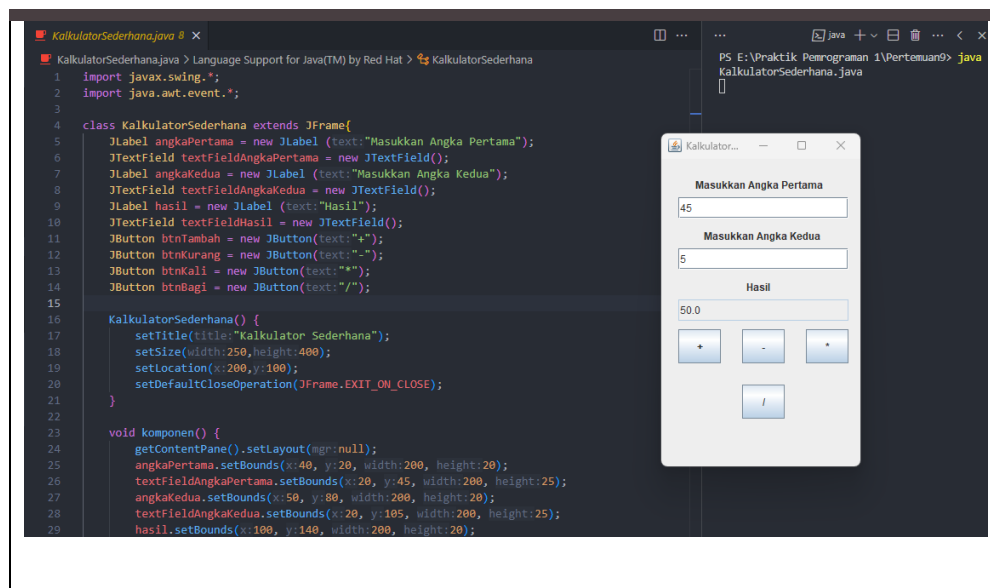 KalkulatorSederhana.java 8
KalkulatorSederhana.java > Language Support for Java(TM) by Red Hat > KalkulatorSederhana
1 import javax.swing.*;
2 import java.awt.event.*;
3
4 class KalkulatorSederhana extends JFrame{
5 JLabel angkaPertama = new JLabel (text:"Masukkan Angka Pertama");
6 JTextField textFieldAngkaPertama = new JTextField();
7 JLabel angkaKedua = new JLabel (text:"Masukkan Angka Kedua");
8 JTextField textFieldAngkaKedua = new JTextField();
9 JLabel hasil = new JLabel (text:"Hasil");
10 JTextField textFieldHasil = new JTextField();
11 JButton btnTambah = new JButton(text:"+");
12 JButton btnKurang = new JButton(text:"-");
13 JButton btnKali = new JButton(text:"*");
14 JButton btnBagi = new JButton(text:"/");
15
16 KalkulatorSederhana() {
17 setTitle(title:"Kalkulator Sederhana");
18 setSize(width:250,height:400);
19 setLocation(x:200,y:100);
20 setDefaultCloseOperation(JFrame.EXIT_ON_CLOSE);
21 }
22
23 void komponen() {
24 getContentPane().setLayout(mgr:null);
25 angkaPertama.setBounds(x:40, y:20, width:200, height:20);
26 textFieldAngkaPertama.setBounds(x:20, y:45, width:200, height:25);
27 angkaKedua.setBounds(x:50, y:80, width:200, height:20);
28 textFieldAngkaKedua.setBounds(x:20, y:105, width:200, height:25);
29 hasil.setBounds(x:100, y:140, width:200, height:20);
java
PS E:\Praktik Pemrograman 1\Pertemuan9> java
KalkulatorSederhana.java
Kalkulator...
Masukkan Angka Pertama
45
Masukkan Angka Kedua
5
Hasil
50.0
+ - *
/